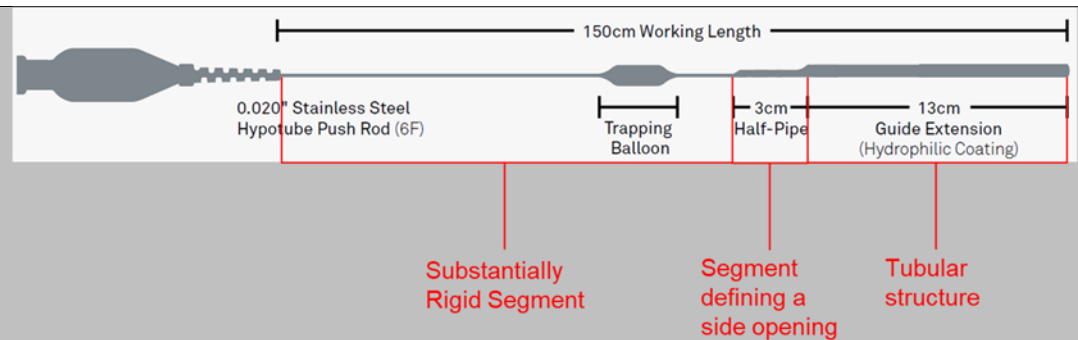 150cm Working Length
0.020" Stainless Steel
Hypotube Push Rod (6F)
Trapping
Balloon
3cm
Half-Pipe
13cm
Guide Extension
(Hydrophilic Coating)
Substantially
Rigid Segment
Segment
defining a
side opening
Tubular
structure